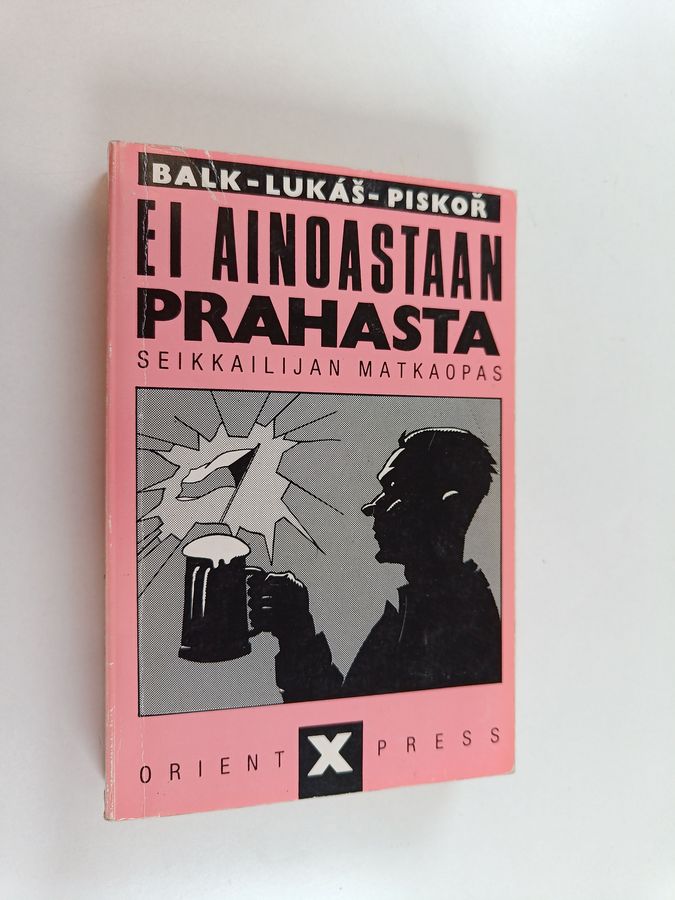 BALK-LUKÁŠ-PISKOŘ
EI AINOASTAAN
PRAHASTA
SEIKKAILIJAN MATKAOPAS
ORIENT X PRESS